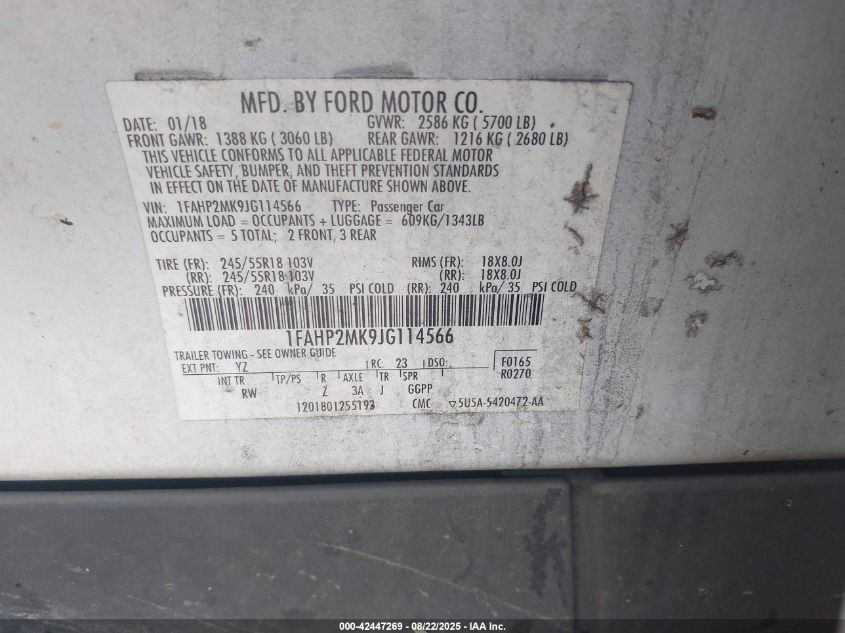 MFD. BY FORD MOTOR CO.
DATE: 01/18 GVWR: 2586 KG ( 5700 LB)
FRONT GAWR: 1388 KG ( 3060 LB) REAR GAWR: 1216 KG ( 2680 LB)
THIS VEHICLE CONFORMS TO ALL APPLICABLE FEDERAL MOTOR
VEHICLE SAFETY, BUMPER, AND THEFT PREVENTION STANDARDS
IN EFFECT ON THE DATE OF MANUFACTURE SHOWN ABOVE.
VIN: 1FAHP2MK9JG114566 TYPE: Passenger Car
MAXIMUM LOAD = OCCUPANTS + LUGGAGE = 609KG/1343LB
OCCUPANTS = 5 TOTAL; 2 FRONT, 3 REAR
TIRE (FR): 245/55R18 103V RIMS (FR): 18X8.0J
(RR): 245/55R18 103V (RR): 18X8.0J
PRESSURE (FR): 240 kPa/ 35 PSI COLD (RR): 240 kPa/ 35 PSI COLD
1FAHP2MK9JG114566
TRAILER TOWING - SEE OWNER GUIDE
EXT PNT: YZ RC: 23 DSO: F0165
INT TR TP/PS R AXLE TR SPR R0270
RW Z 3A J GGPP
1201801255193 CMC ▽5U5A-5420472-AA
000-42447269 - 08/22/2025 - IAA Inc.